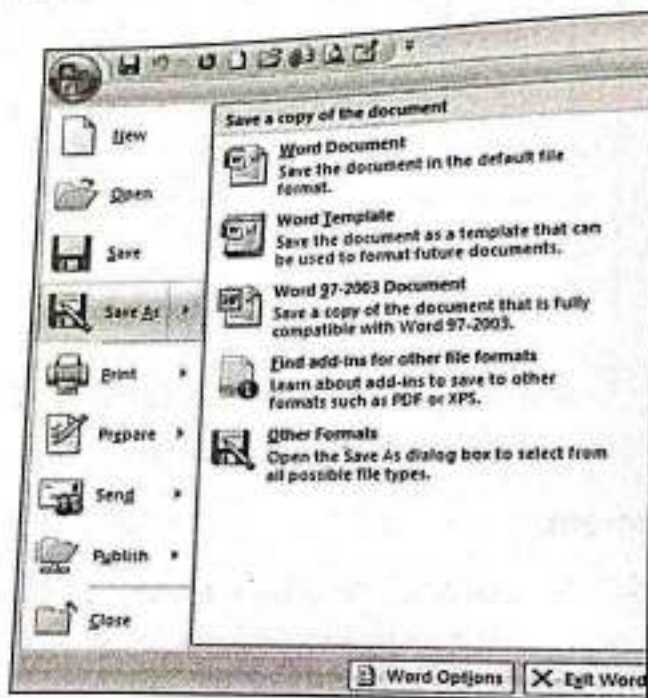 New
Open
Save
Save As
Print
Prepare
Send
Publish
Close
Save a copy of the document
Word Document
Save the document in the default file
format.
Word Template
Save the document as a template that can
be used to format future documents.
Word 97-2003 Document
Save a copy of the document that is fully
compatible with Word 97-2003.
Find add-ins for other file formats
Learn about add-ins to save to other
formats such as PDF or XPS.
Other Formats
Open the Save As dialog box to select from
all possible file types.
Word Options
Exit Word